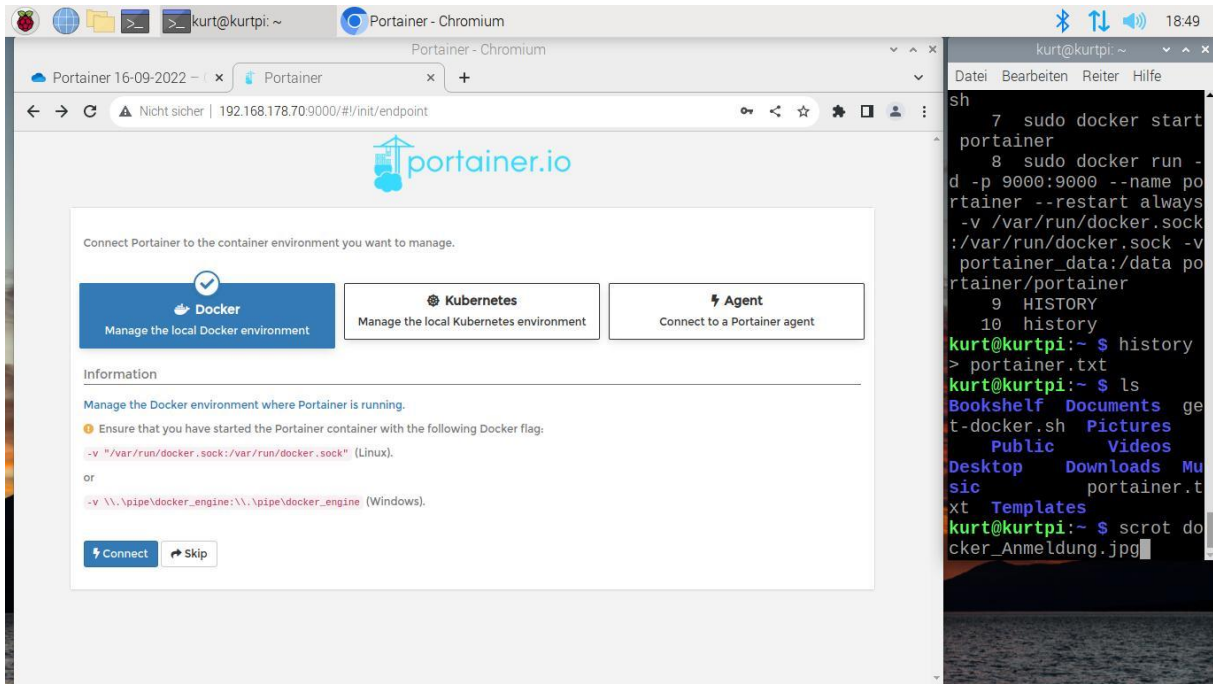 kurt@kurtpi: ~
Portainer - Chromium
18:49
Portainer - Chromium
Portainer 16-09-2022 –
Portainer
Nicht sicher | 192.168.178.70:9000/#!/init/endpoint
portainer.io
Connect Portainer to the container environment you want to manage.
Docker
Manage the local Docker environment
Kubernetes
Manage the local Kubernetes environment
Agent
Connect to a Portainer agent
Information
Manage the Docker environment where Portainer is running.
Ensure that you have started the Portainer container with the following Docker flag:
-v "/var/run/docker.sock:/var/run/docker.sock" (Linux).
or
-v \\.\pipe\docker_engine:\\.\pipe\docker_engine (Windows).
Connect
Skip
kurt@kurtpi: ~
Datei Bearbeiten Reiter Hilfe
sh
7 sudo docker start
portainer
8 sudo docker run -
d -p 9000:9000 --name po
rtainer --restart always
-v /var/run/docker.sock
:/var/run/docker.sock -v
portainer_data:/data po
rtainer/portainer
9 HISTORY
10 history
kurt@kurtpi:~ $ history
> portainer.txt
kurt@kurtpi:~ $ ls
Bookshelf Documents ge
t-docker.sh Pictures
Public Videos
Desktop Downloads Mu
sic portainer.t
xt Templates
kurt@kurtpi:~ $ scrot do
cker_Anmeldung.jpg